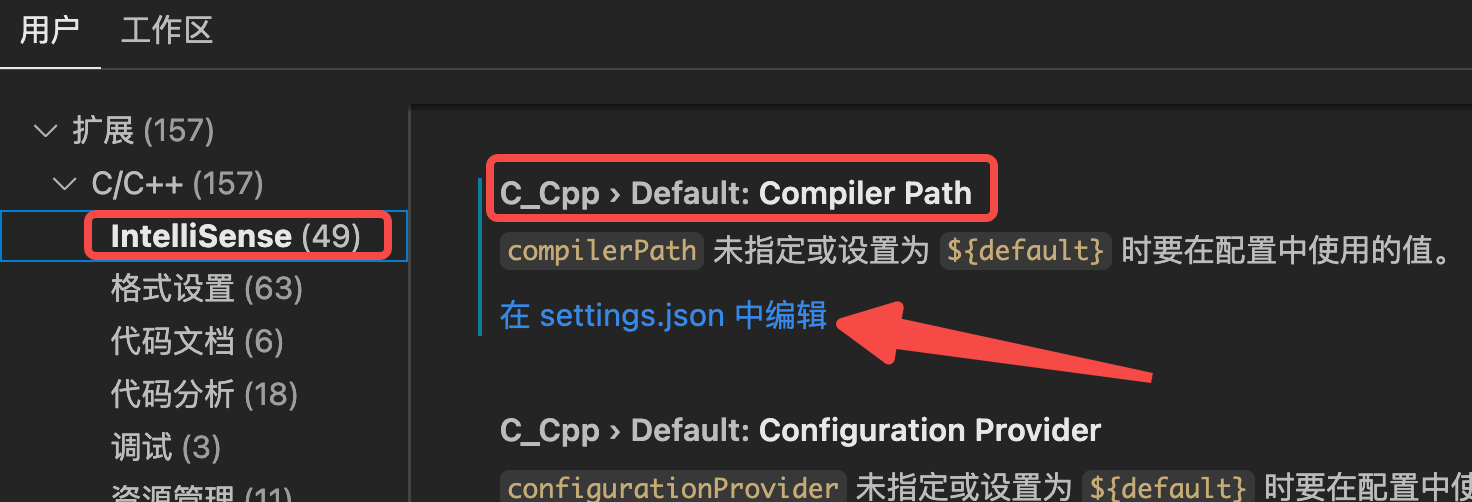 用户 工作区
扩展 (157)
C/C++ (157)
IntelliSense (49)
格式设置 (63)
代码文档 (6)
代码分析 (18)
调试 (3)
资源管理 (11)
C_Cpp › Default: Compiler Path
compilerPath 未指定或设置为 ${default} 时要在配置中使用的值。
在 settings.json 中编辑
C_Cpp › Default: Configuration Provider
configurationProvider 未指定或设置为 ${default} 时要在配置中使